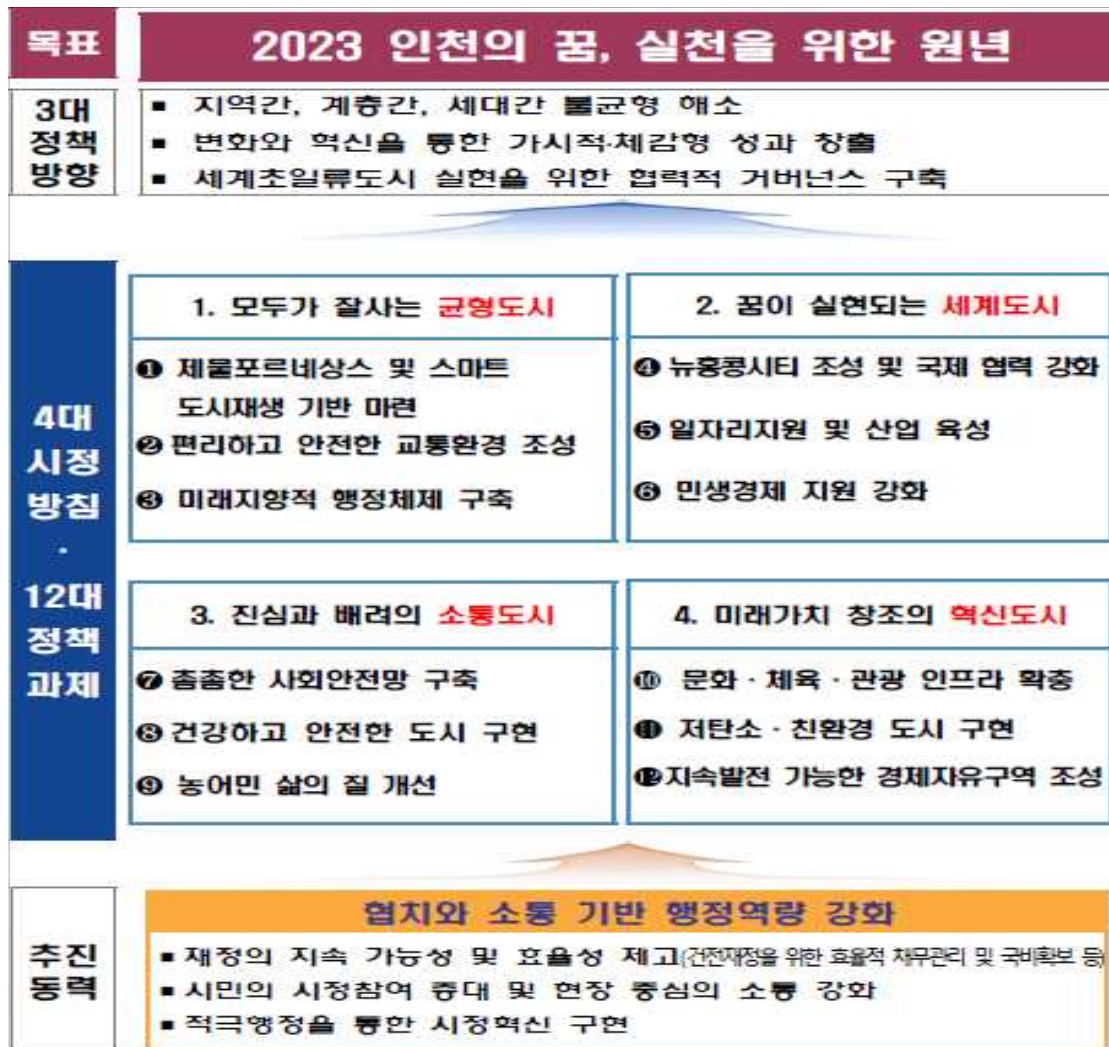 목표
2023 인천의 꿈, 실천을 위한 원년
3대
정책
방향
▪ 지역간, 계층간, 세대간 불균형 해소
▪ 변화와 혁신을 통한 가시적·체감형 성과 창출
▪ 세계초일류도시 실현을 위한 협력적 거버넌스 구축
4대
시정
방침
·
12대
정책
과제
1. 모두가 잘사는 균형도시
❶ 제물포르네상스 및 스마트
도시재생 기반 마련
❷ 편리하고 안전한 교통환경 조성
❸ 미래지향적 행정체제 구축
2. 꿈이 실현되는 세계도시
❹ 뉴홍콩시티 조성 및 국제 협력 강화
❺ 일자리지원 및 산업 육성
❻ 민생경제 지원 강화
3. 진심과 배려의 소통도시
❼ 촘촘한 사회안전망 구축
❽ 건강하고 안전한 도시 구현
❾ 농어민 삶의 질 개선
4. 미래가치 창조의 혁신도시
❿ 문화·체육·관광 인프라 확충
⓫ 저탄소·친환경 도시 구현
⓬ 지속발전 가능한 경제자유구역 조성
추진
동력
협치와 소통 기반 행정역량 강화
▪ 재정의 지속 가능성 및 효율성 제고(건전재정을 위한 효율적 채무관리 및 국비확보 등)
▪ 시민의 시정참여 증대 및 현장 중심의 소통 강화
▪ 적극행정을 통한 시정혁신 구현